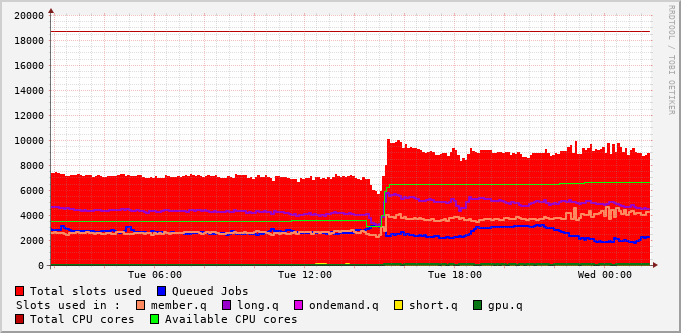 RRDTOOL / TOBI OETIKER
20000
18000
16000
14000
12000
10000
8000
6000
4000
2000
0
Tue 06:00 Tue 12:00 Tue 18:00 Wed 00:00
Total slots used Queued Jobs
Slots used in : member.q long.q ondemand.q short.q gpu.q
Total CPU cores Available CPU cores